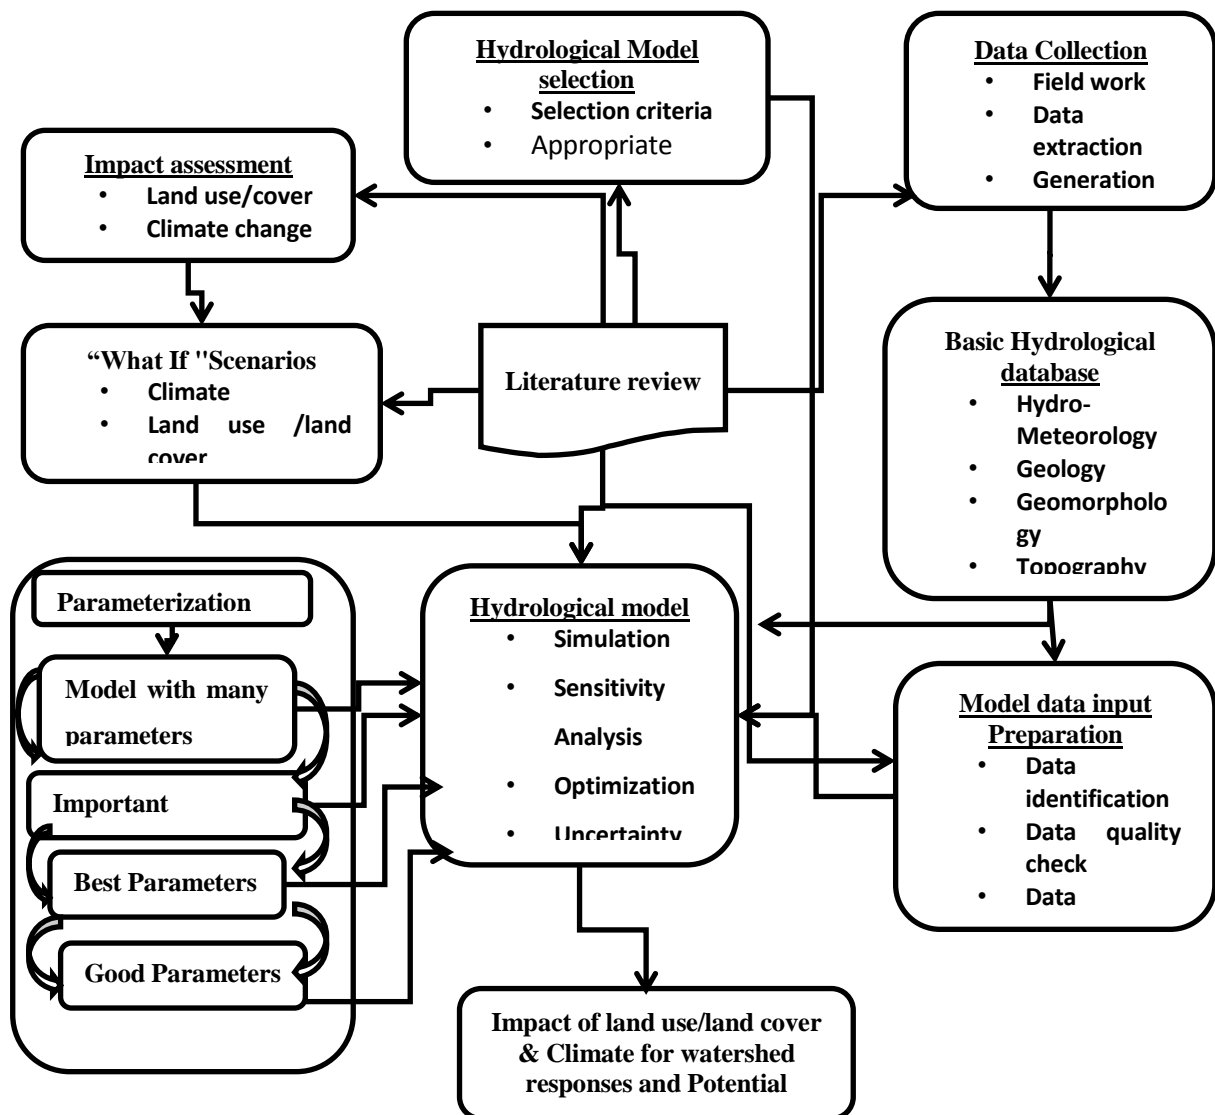 Hydrological Model
selection
• Selection criteria
• Appropriate
Data Collection
• Field work
• Data
extraction
• Generation
Impact assessment
• Land use/cover
• Climate change
“What If "Scenarios
• Climate
• Land use /land
cover
Literature review
Basic Hydrological
database
• Hydro-
Meteorology
• Geology
• Geomorpholo
gy
• Topography
Parameterization
Model with many
parameters
Important
Best Parameters
Good Parameters
Hydrological model
• Simulation
• Sensitivity
Analysis
• Optimization
• Uncertainty
Model data input
Preparation
• Data
identification
• Data quality
check
• Data
Impact of land use/land cover
& Climate for watershed
responses and Potential